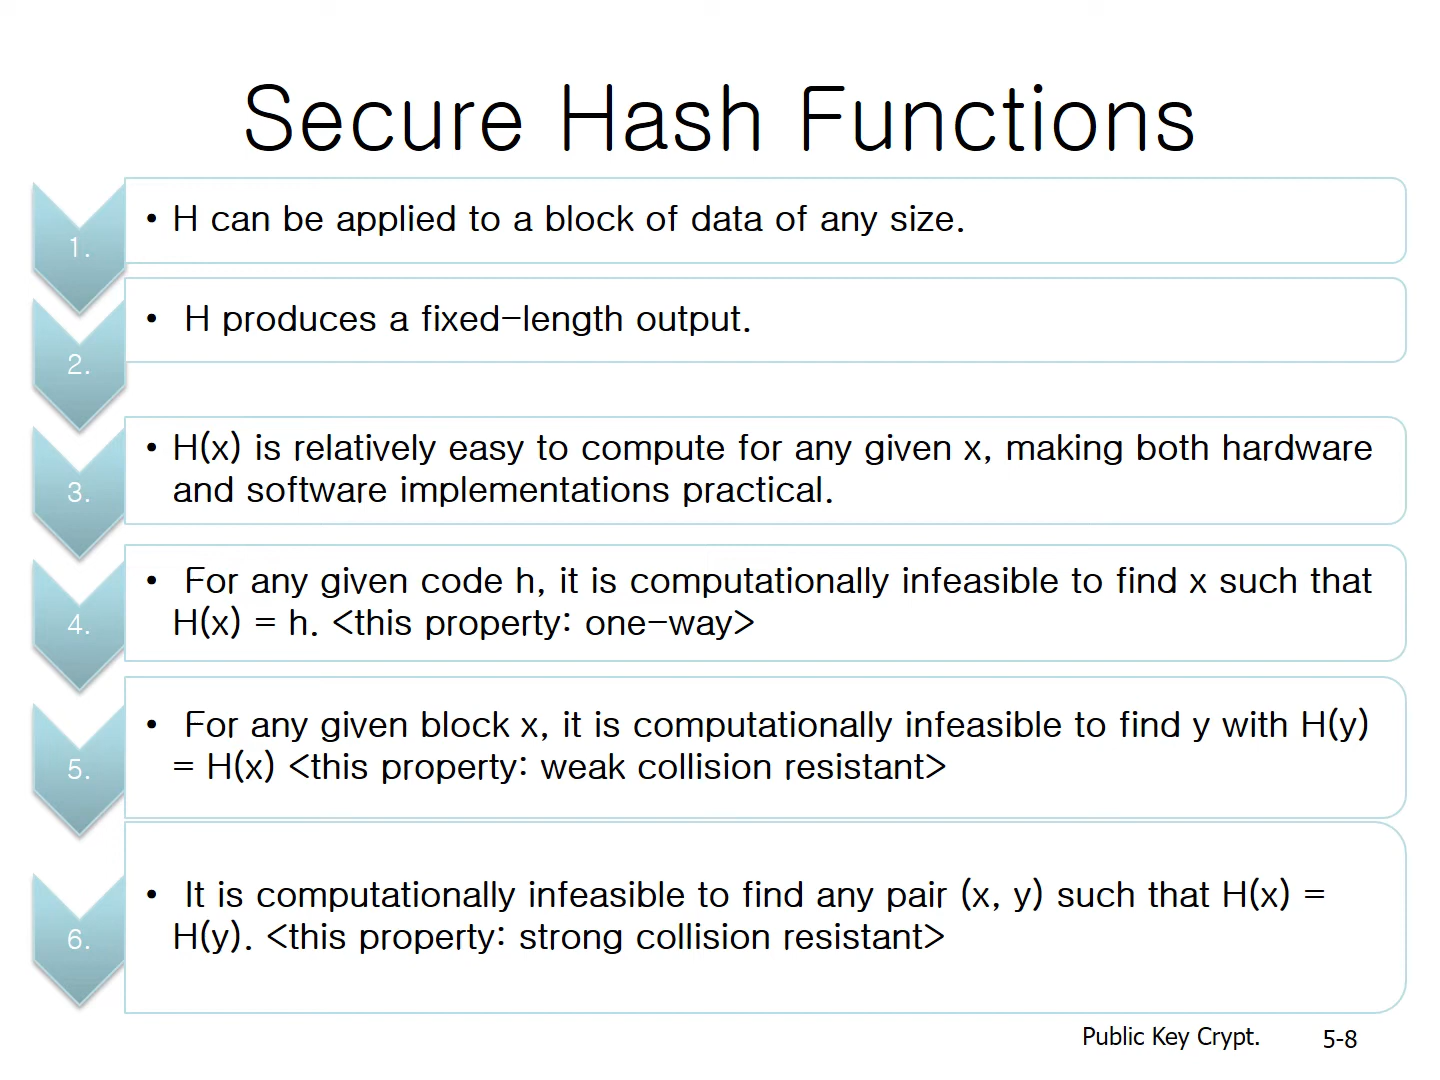 Secure Hash Functions
1.
• H can be applied to a block of data of any size.
2.
• H produces a fixed-length output.
3.
• H(x) is relatively easy to compute for any given x, making both hardware
and software implementations practical.
4.
• For any given code h, it is computationally infeasible to find x such that
H(x) = h. <this property: one-way>
5.
• For any given block x, it is computationally infeasible to find y with H(y)
= H(x) <this property: weak collision resistant>
6.
• It is computationally infeasible to find any pair (x, y) such that H(x) =
H(y). <this property: strong collision resistant>
Public Key Crypt. 5-8